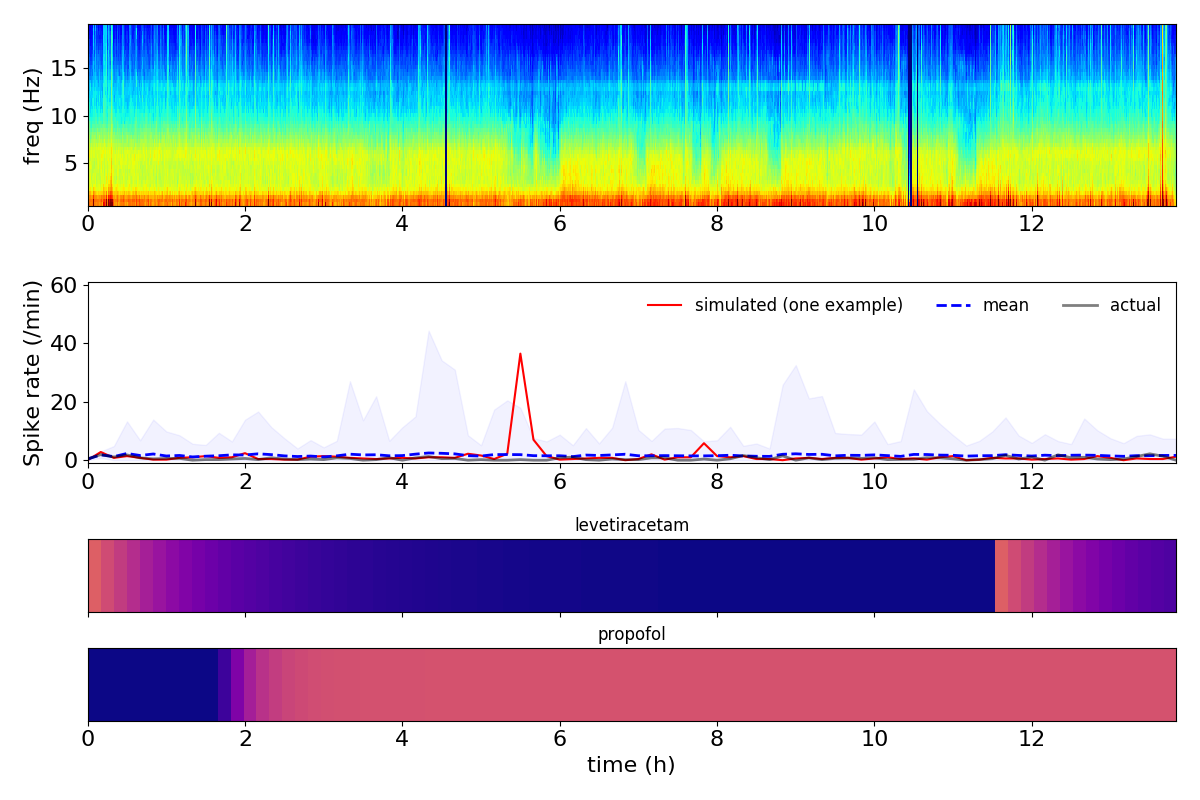 freq (Hz)
15
10
5
0 2 4 6 8 10 12
Spike rate (/min)
60
40
20
0
simulated (one example) mean actual
0 2 4 6 8 10 12
levetiracetam
propofol
0 2 4 6 8 10 12
time (h)